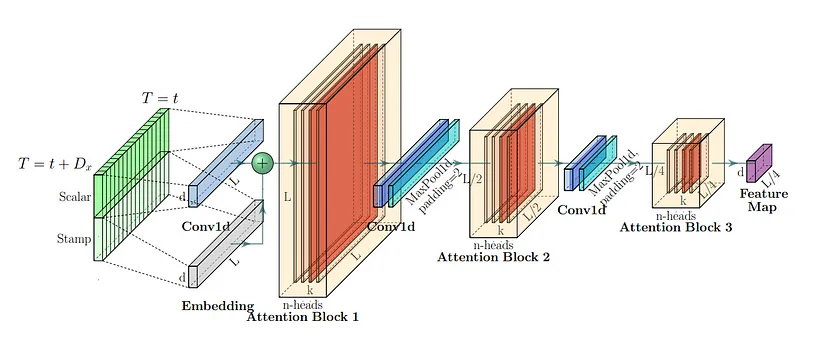 T = t
T = t + Dₓ
Scalar
Stamp
d
L
Conv1d
d
L
Embedding
L
L
k
n-heads
Attention Block 1
Conv1d
MaxPool1d,
padding=2
L/2
L/2
k
n-heads
Attention Block 2
Conv1d
MaxPool1d,
padding=2
L/4
L/4
k
n-heads
Attention Block 3
d
L/4
Feature
Map